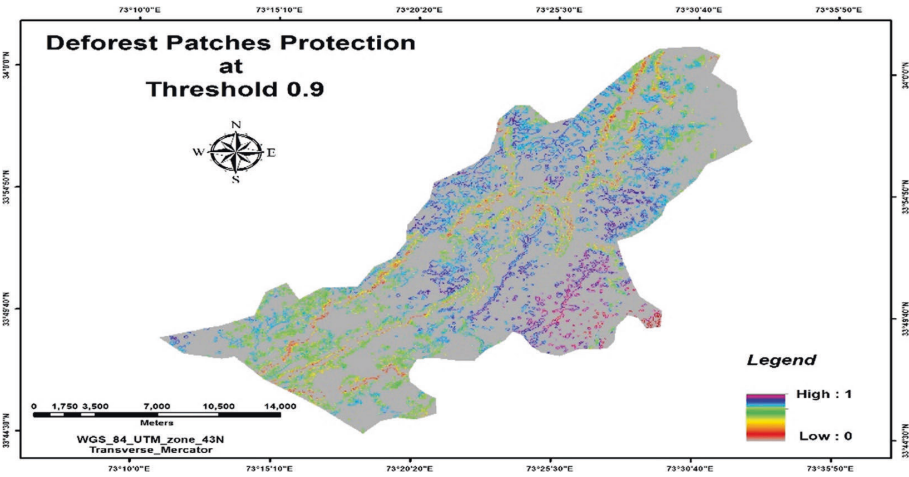 73°10'0"E 73°15'10"E 73°20'20"E 73°25'30"E 73°30'40"E 73°35'50"E
Deforest Patches Protection
at
Threshold 0.9
N
W E
S
34°0'0"N
34°0'0"N
33°54'50"N
33°54'50"N
33°49'40"N
33°44'30"N
33°44'30"N
Legend
High : 1
Low : 0
0 1,750 3,500 7,000 10,500 14,000
Meters
WGS_84_UTM_zone_43N
Transverse_Mercator
73°10'0"E 73°15'10"E 73°20'20"E 73°25'30"E 73°30'40"E 73°35'50"E